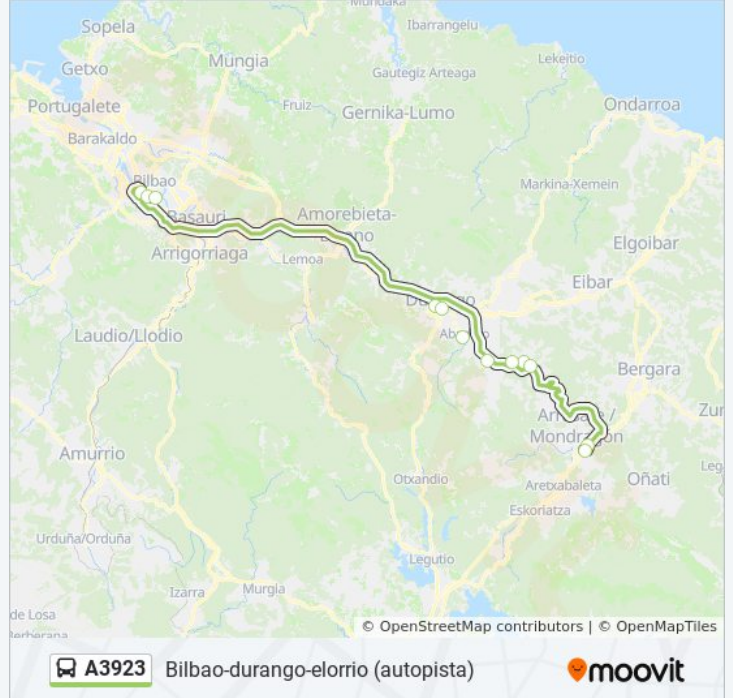 Mundaka
Sopela
Ibarrangelu
Mungia
Lekeitio
Getxo
Gautegiz Arteaga
Portugalete
Fruiz
Gernika-Lumo
Ondarroa
Barakaldo
Bilbao
Markina-Xemein
Basauri
Amorebieta-
Arrigorriaga
Lemoa
Elgoibar
Eibar
Laudio/Llodio
Bergara
Mondragon
Amurrio
Otxandio
Aretxabaleta
Oñati
Eskoriatza
Urduña/Orduña
Legutio
Izarra
Murgia
de Losa
© OpenStreetMap contributors | © OpenMapTiles
A3923 Bilbao-durango-elorrio (autopista)
moovit